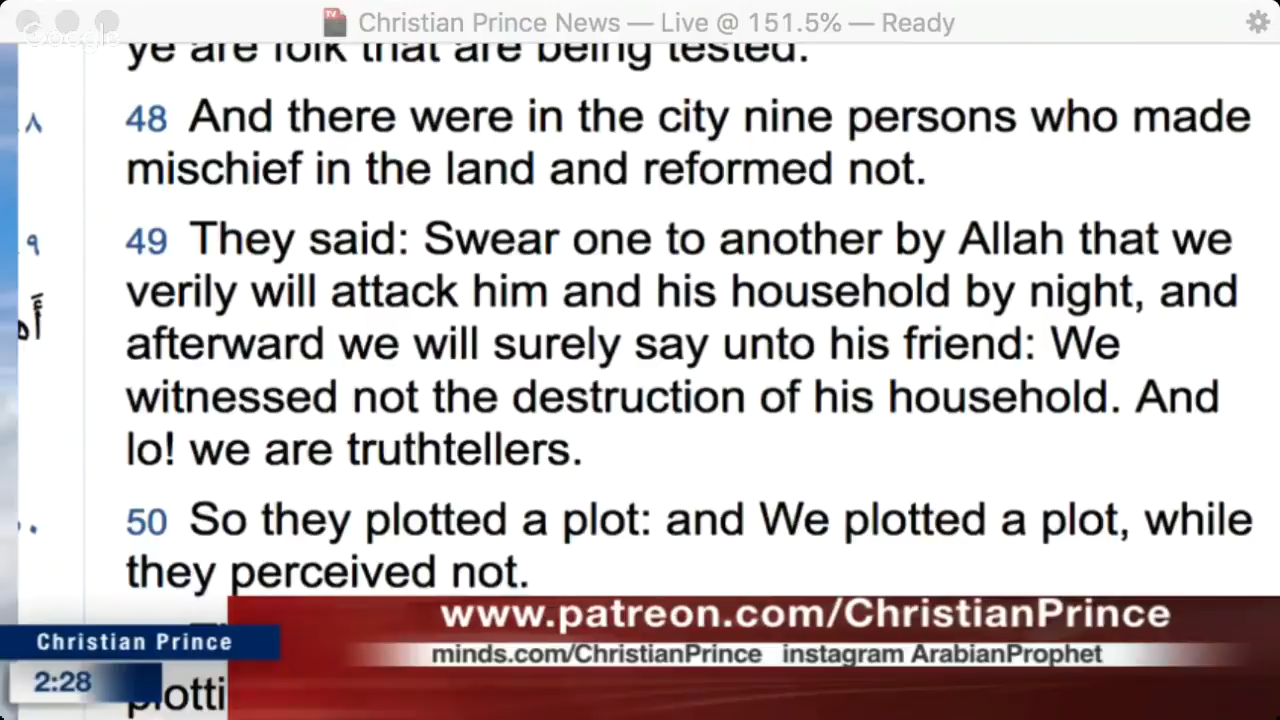 Christian Prince News — Live @ 151.5% — Ready
Google
ye are folk that are being tested.
٨
48 And there were in the city nine persons who made
mischief in the land and reformed not.
٩
49 They said: Swear one to another by Allah that we
verily will attack him and his household by night, and
afterward we will surely say unto his friend: We
witnessed not the destruction of his household. And
lo! we are truthtellers.
٠
50 So they plotted a plot: and We plotted a plot, while
they perceived not.
www.patreon.com/ChristianPrince
Christian Prince
minds.com/ChristianPrince instagram ArabianProphet
2:28
plotti